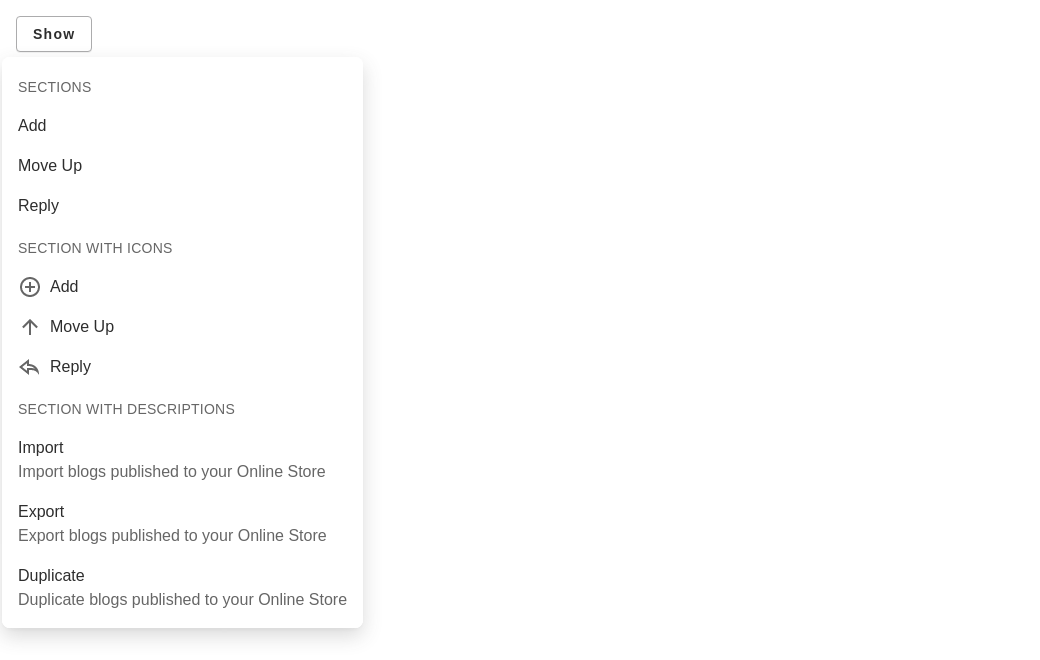 Show
SECTIONS
Add
Move Up
Reply
SECTION WITH ICONS
Add
Move Up
Reply
SECTION WITH DESCRIPTIONS
Import
Import blogs published to your Online Store
Export
Export blogs published to your Online Store
Duplicate
Duplicate blogs published to your Online Store